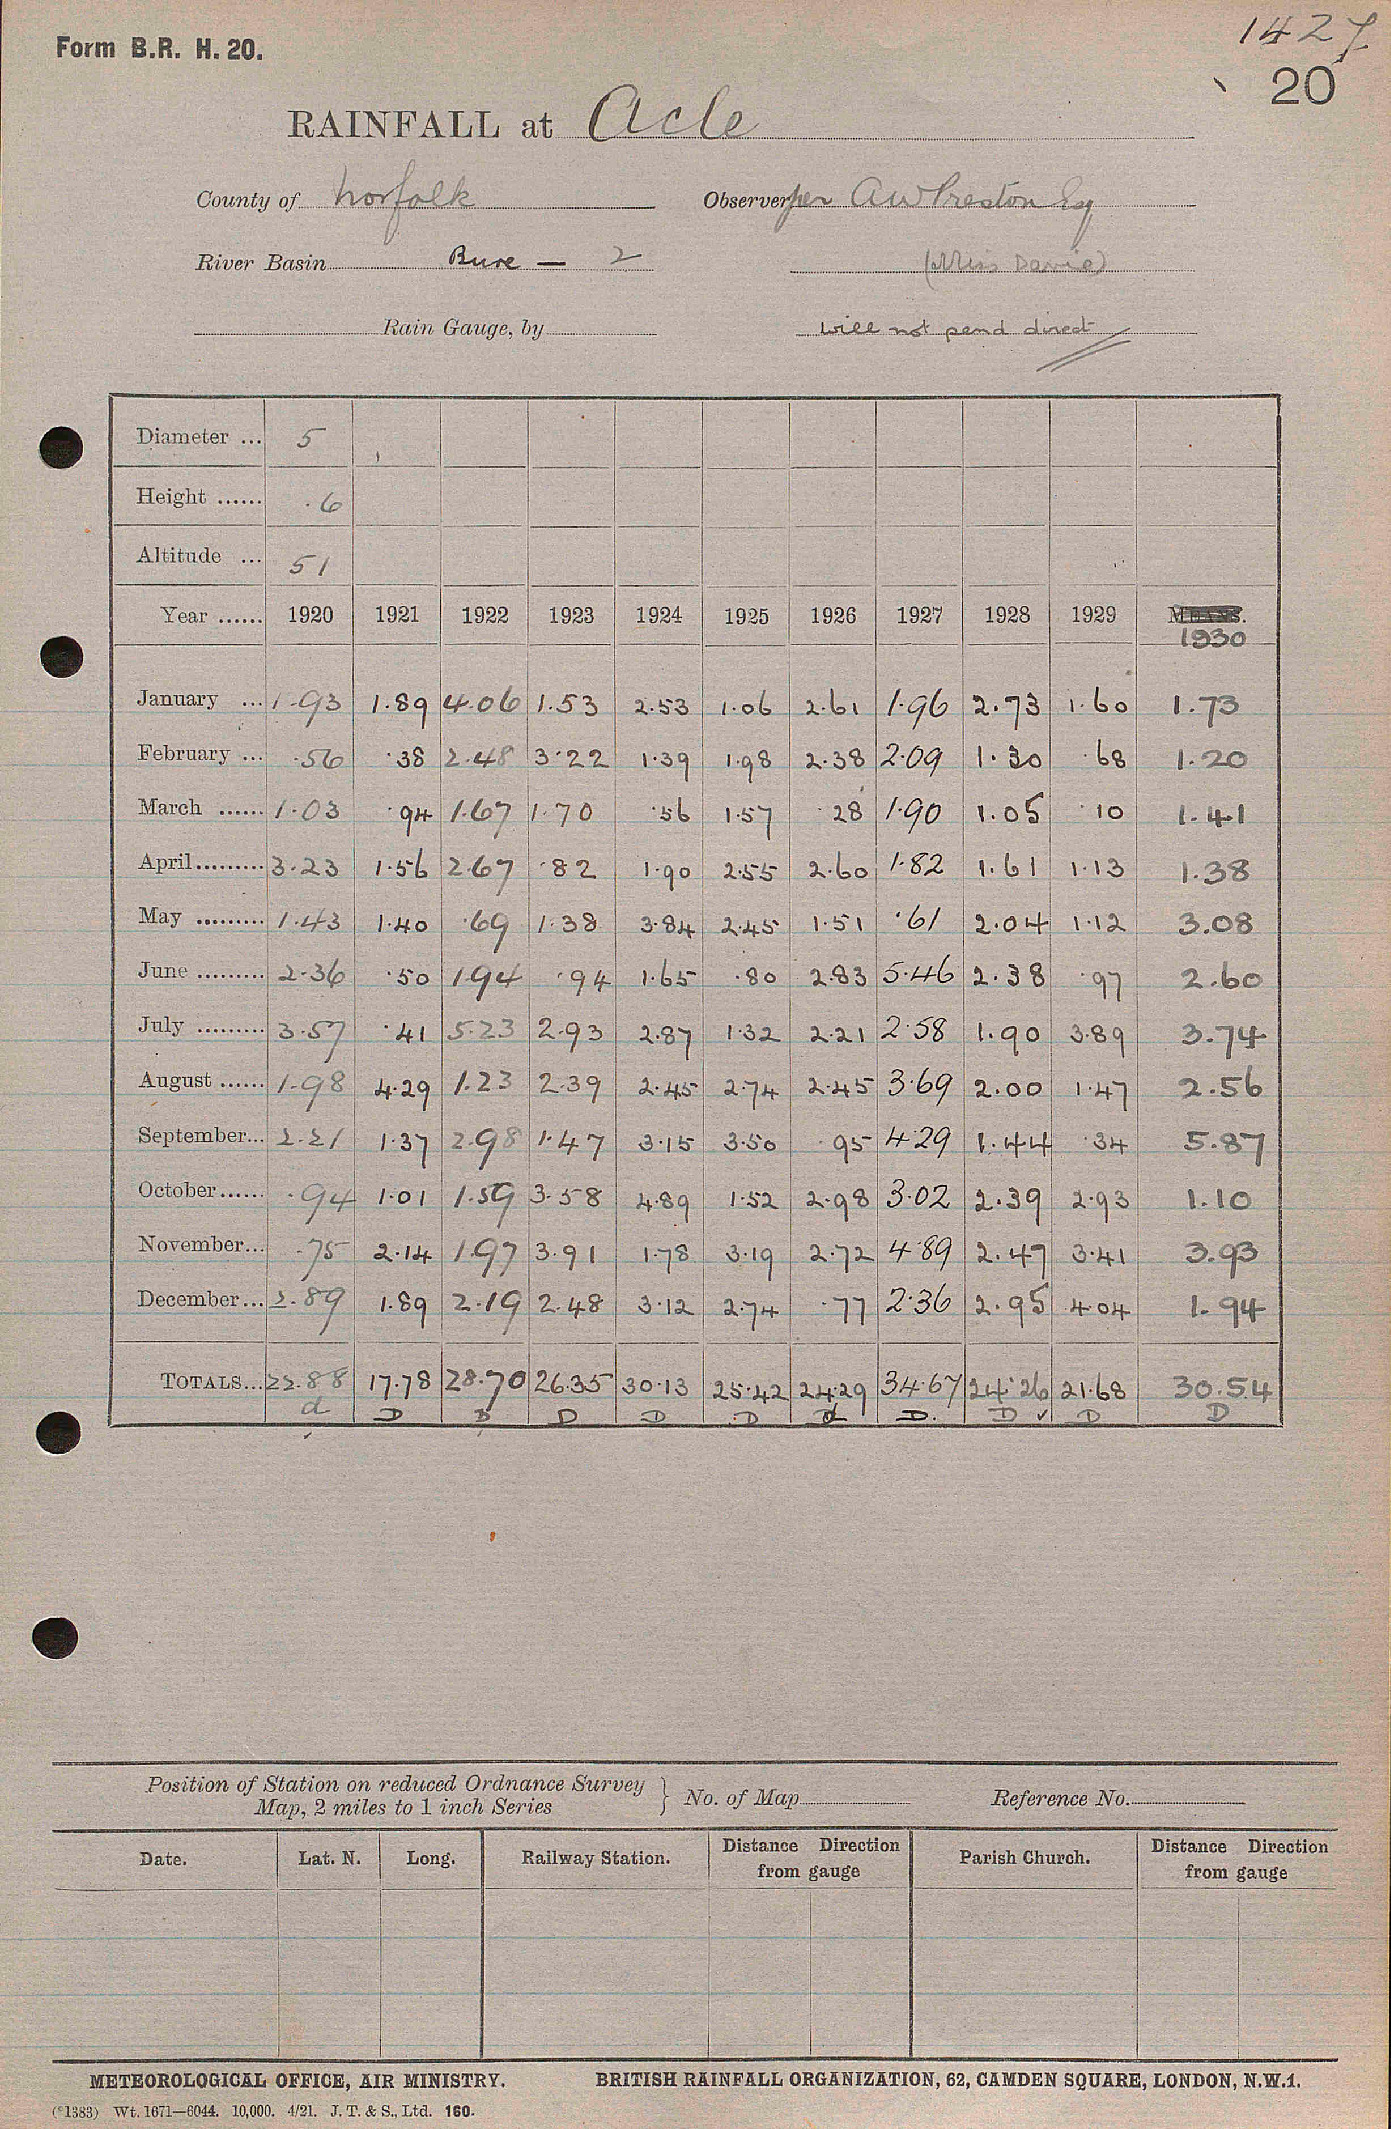 1427
Form B.R. H. 20.
20
RAINFALL at Acle
County of Norfolk Observer per A W Preston Esq
River Basin Bure — 2 (Miss Davie)
Rain Gauge, by will not send direct
Diameter ... 5
Height ...... .6
Altitude ... 51
Year ...... 1920 1921 1922 1923 1924 1925 1926 1927 1928 1929 MEANS. 1930
January ... 1.93 1.89 4.06 1.53 2.53 1.06 2.61 1.96 2.73 1.60 1.73
February ... .56 .38 2.48 3.22 1.39 1.98 2.38 2.09 1.30 .68 1.20
March ...... 1.03 .94 1.67 1.70 .56 1.57 .28 1.90 1.05 .10 1.41
April ......... 3.23 1.56 2.67 .82 1.90 2.55 2.60 1.82 1.61 1.13 1.38
May ......... 1.43 1.40 .69 1.38 3.84 2.45 1.51 .61 2.04 1.12 3.08
June ......... 2.36 .50 1.94 .94 1.65 .80 2.83 5.46 2.38 .97 2.60
July ......... 3.57 .41 5.23 2.93 2.87 1.32 2.21 2.58 1.90 3.89 3.74
August ...... 1.98 4.29 1.23 2.39 2.45 2.74 2.45 3.69 2.00 1.47 2.56
September... 2.21 1.37 2.98 1.47 3.15 3.50 .95 4.29 1.44 .34 5.87
October...... .94 1.01 1.59 3.58 4.89 1.52 2.98 3.02 2.39 2.93 1.10
November... .75 2.14 1.97 3.91 1.78 3.19 2.72 4.89 2.47 3.41 3.93
December... 2.89 1.89 2.19 2.48 3.12 2.74 .77 2.36 2.95 4.04 1.94
TOTALS... 22.88 17.78 28.70 26.35 30.13 25.42 24.29 34.67 24.26 21.68 30.54
d D D D D D d D. D ✓ D D
Position of Station on reduced Ordnance Survey
Map, 2 miles to 1 inch Series } No. of Map Reference No.
Date. Lat. N. Long. Railway Station. Distance Direction from gauge Parish Church. Distance Direction from gauge
METEOROLOGICAL OFFICE, AIR MINISTRY. BRITISH RAINFALL ORGANIZATION, 62, CAMDEN SQUARE, LONDON, N.W.1.
(*1383) Wt. 1671—6044. 10,000. 4/21. J. T. & S., Ltd. 160.